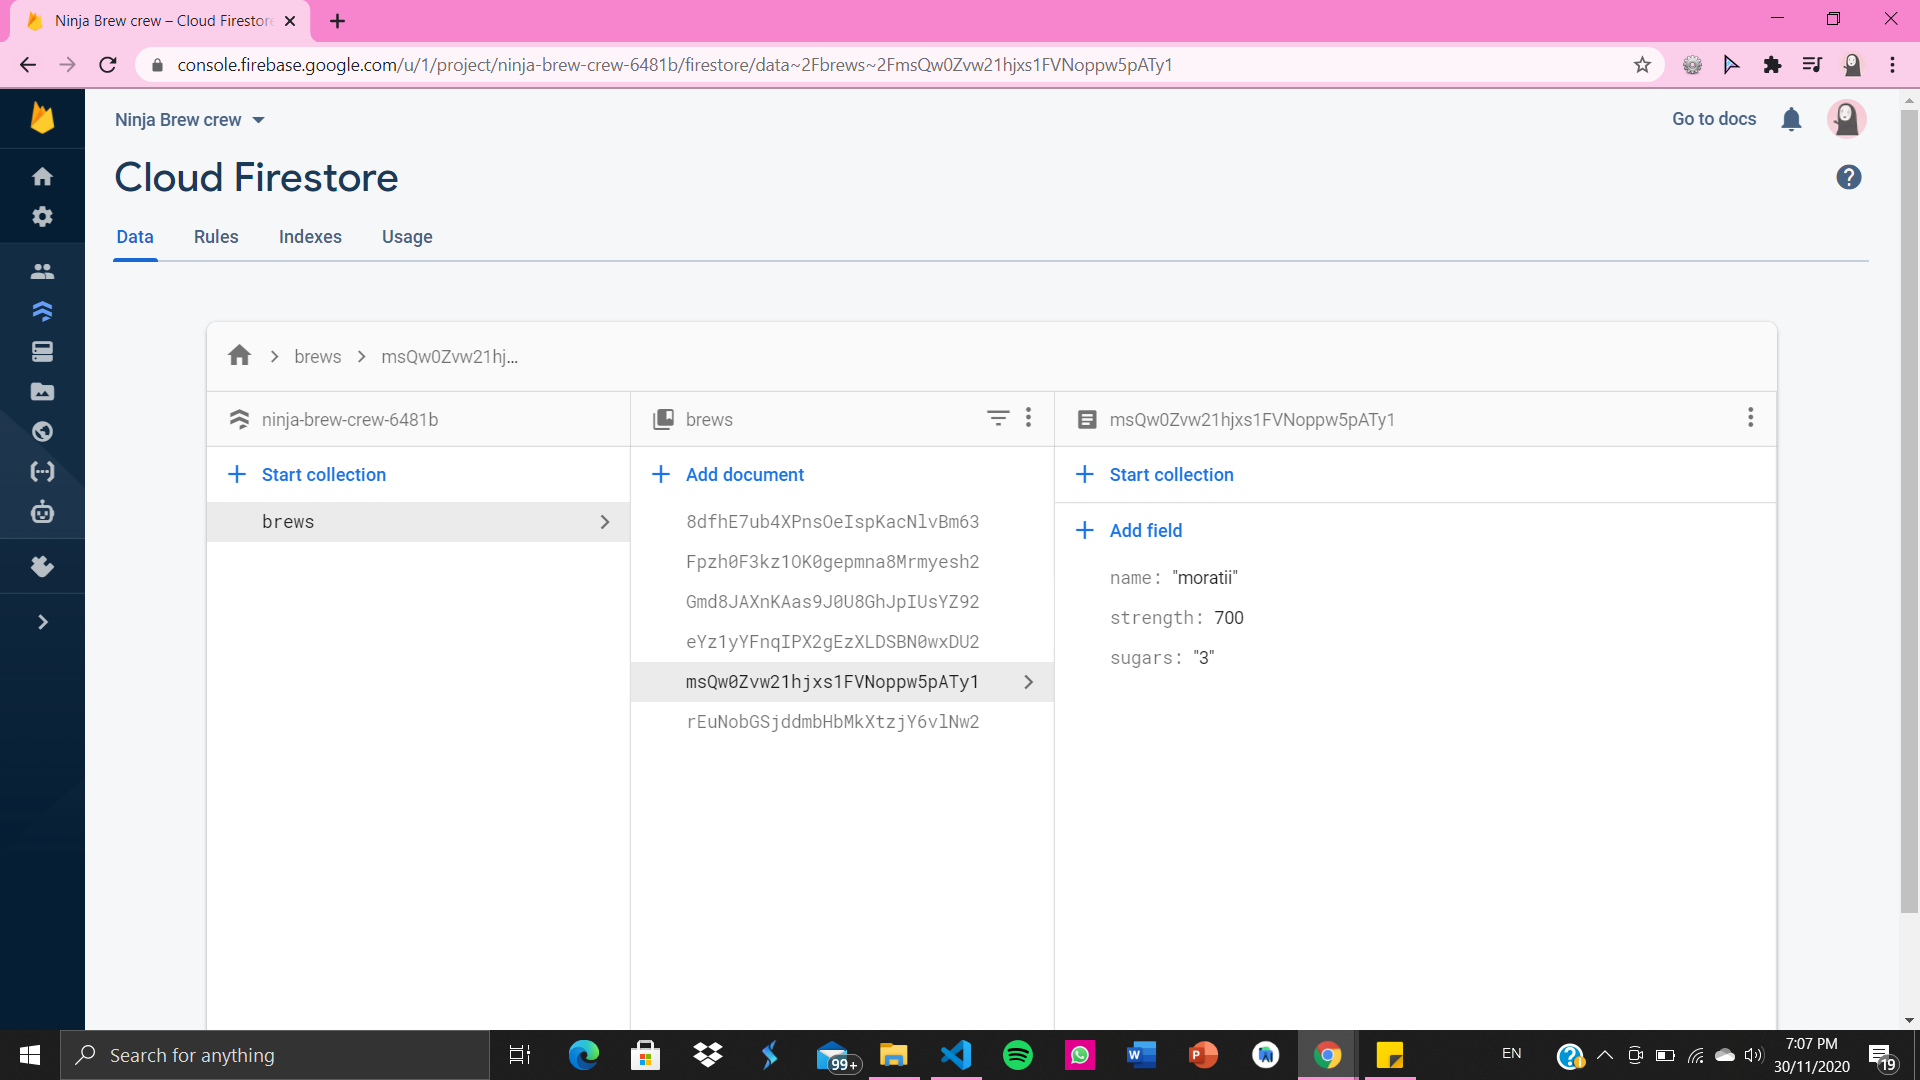 Ninja Brew crew – Cloud Firestore
console.firebase.google.com/u/1/project/ninja-brew-crew-6481b/firestore/data~2Fbrews~2FmsQw0Zvw21hjxs1FVNoppw5pATy1
Ninja Brew crew
Go to docs
Cloud Firestore
Data Rules Indexes Usage
brews msQw0Zvw21hj...
ninja-brew-crew-6481b
Start collection
brews
brews
Add document
8dfhE7ub4XPnsOeIspKacNlvBm63
Fpzh0F3kz1OK0gepmna8Mrmyesh2
Gmd8JAXnKAas9J0U8GhJpIUsYZ92
eYz1yYFnqIPX2gEzXLDSBN0wxDU2
msQw0Zvw21hjxs1FVNoppw5pATy1
rEuNobGSjddmbHbMkXtzjY6vlNw2
msQw0Zvw21hjxs1FVNoppw5pATy1
Start collection
Add field
name: "moratii"
strength: 700
sugars: "3"
Search for anything
99+
EN
7:07 PM
30/11/2020
19